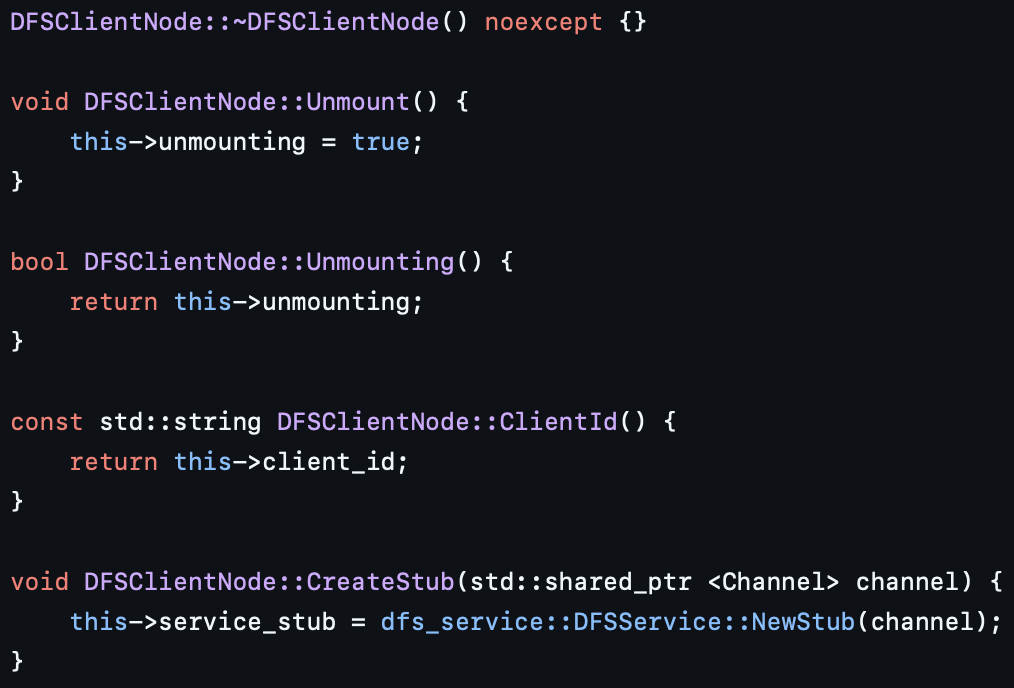 DFSClientNode::~DFSClientNode() noexcept {}

void DFSClientNode::Unmount() {
    this->unmounting = true;
}

bool DFSClientNode::Unmounting() {
    return this->unmounting;
}

const std::string DFSClientNode::ClientId() {
    return this->client_id;
}

void DFSClientNode::CreateStub(std::shared_ptr <Channel> channel) {
    this->service_stub = dfs_service::DFSService::NewStub(channel);
}